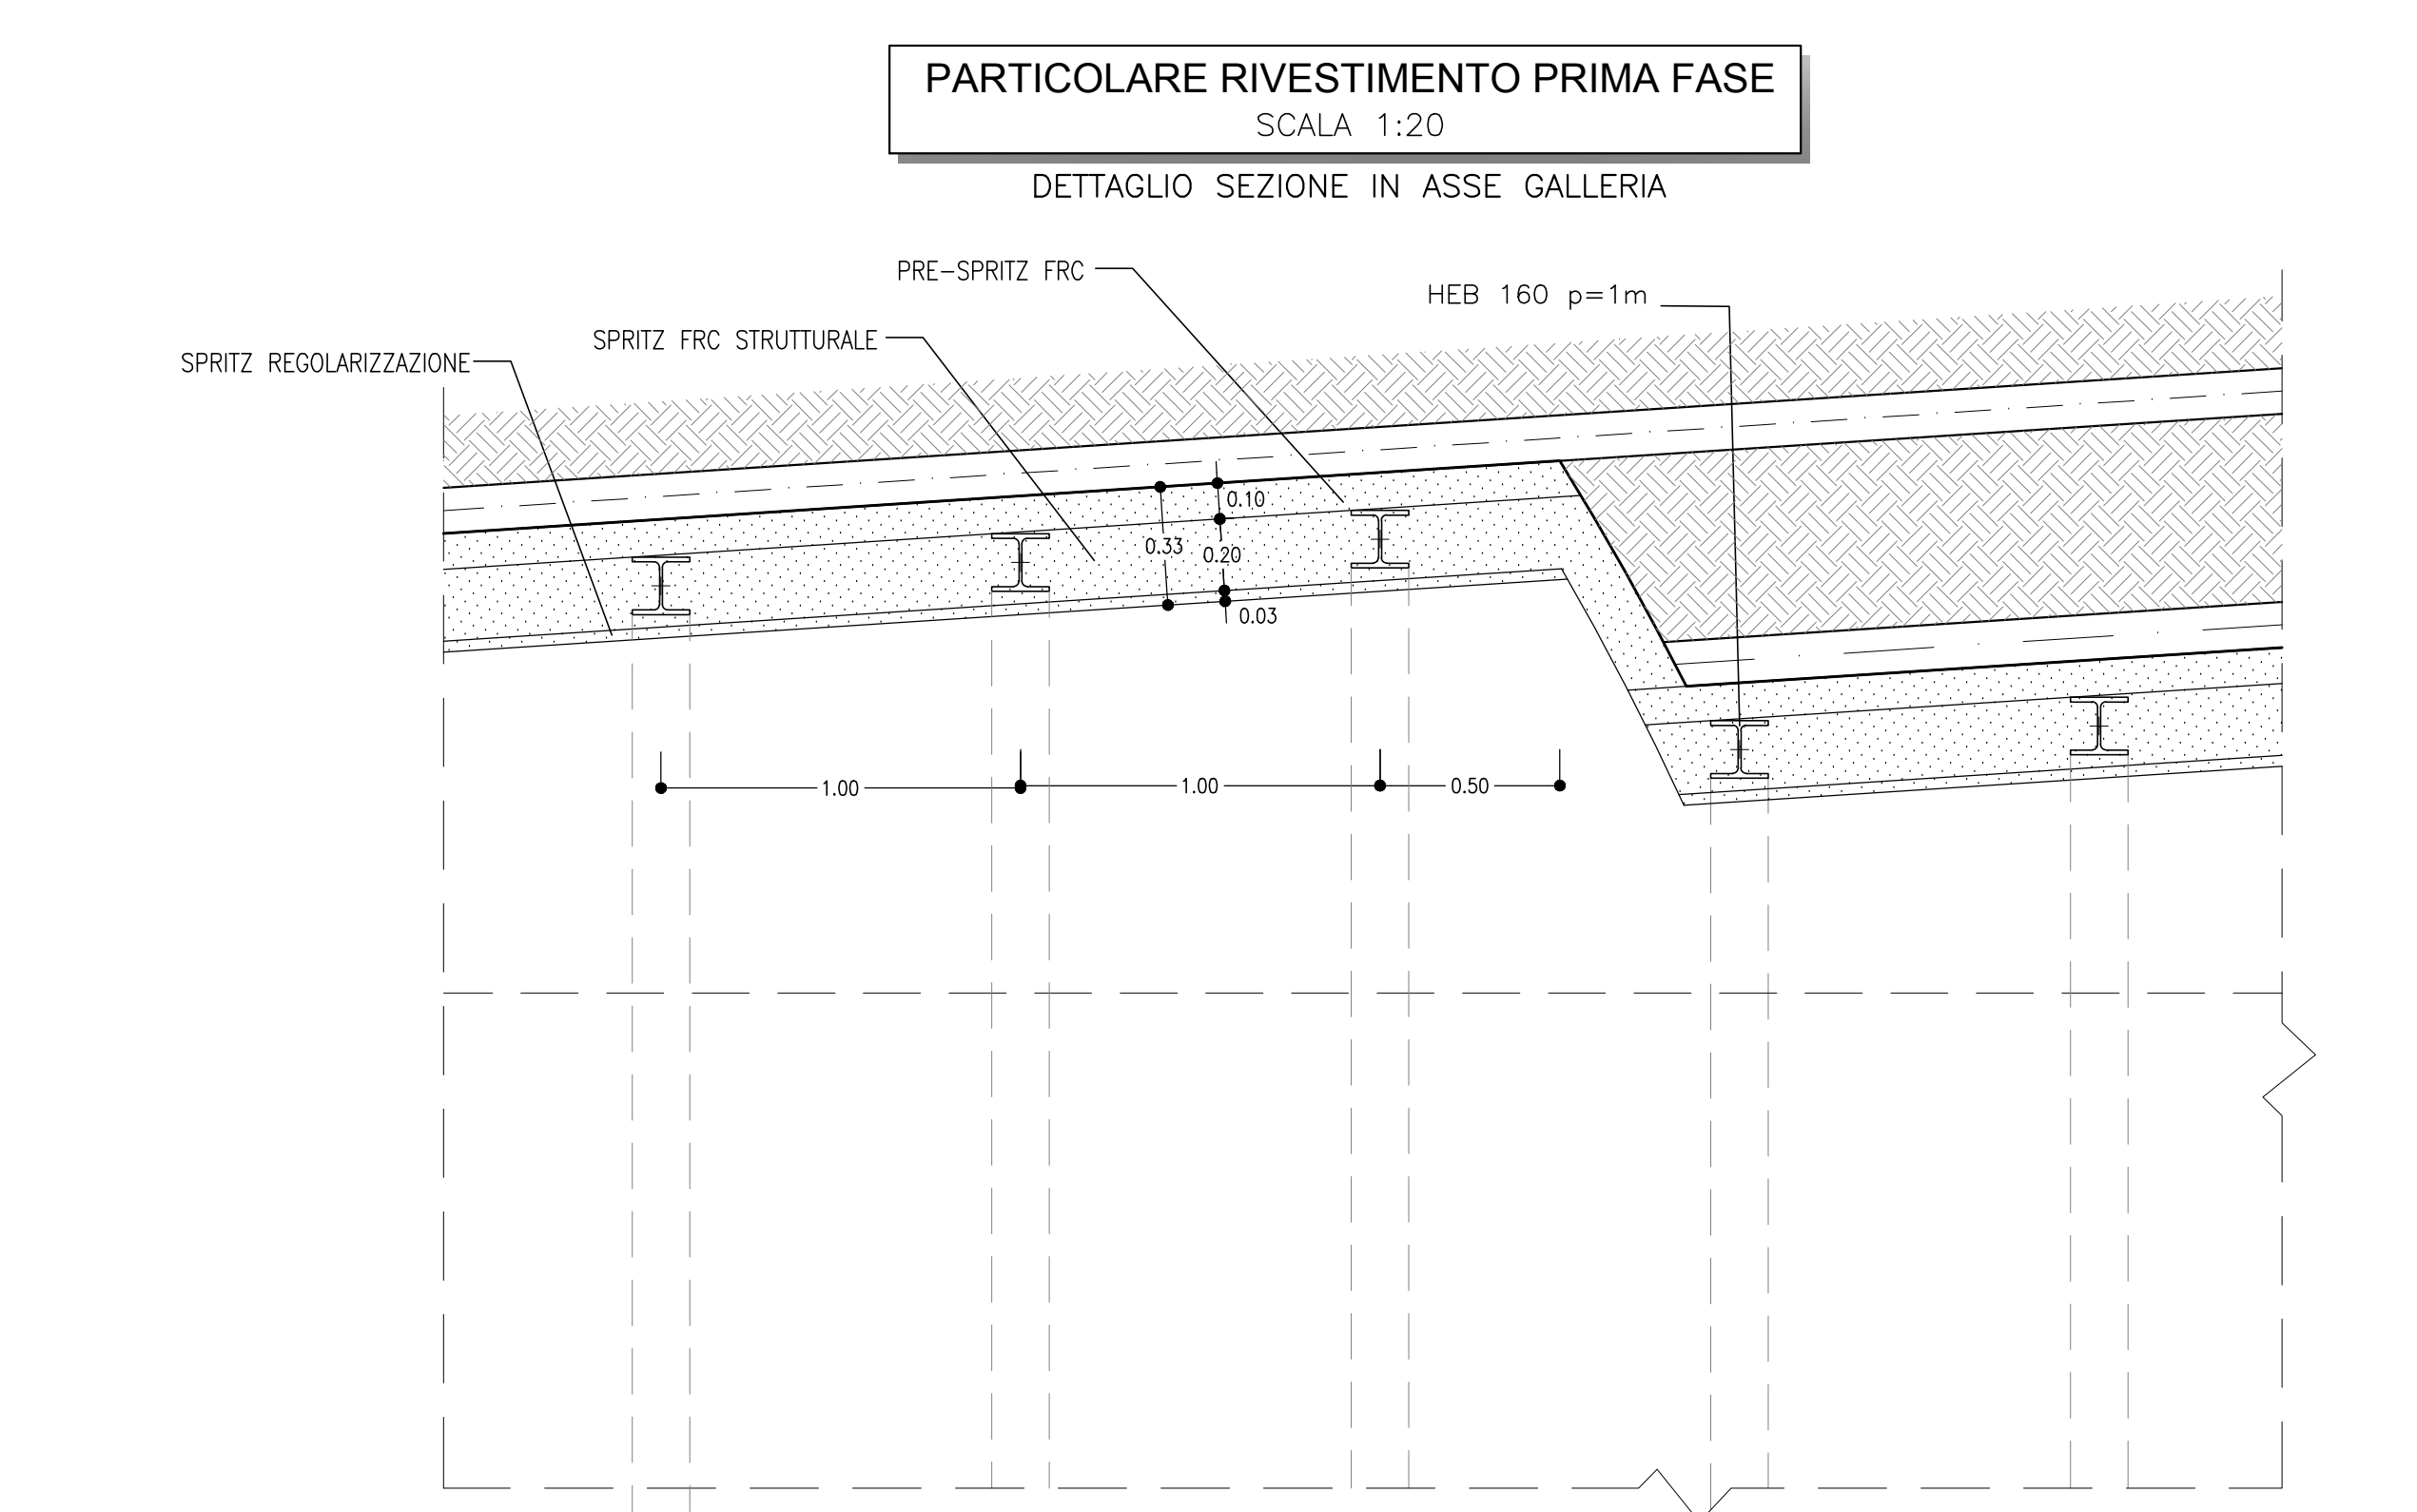 PARTICOLARE RIVESTIMENTO PRIMA FASE
SCALA 1:20
DETTAGLIO SEZIONE IN ASSE GALLERIA
PRE-SPRITZ FRC
HEB 160 p=1m
SPRITZ FRC STRUTTURALE
SPRITZ REGOLARIZZAZIONE
0.10
0.33
0.20
0.03
1.00
1.00
0.50